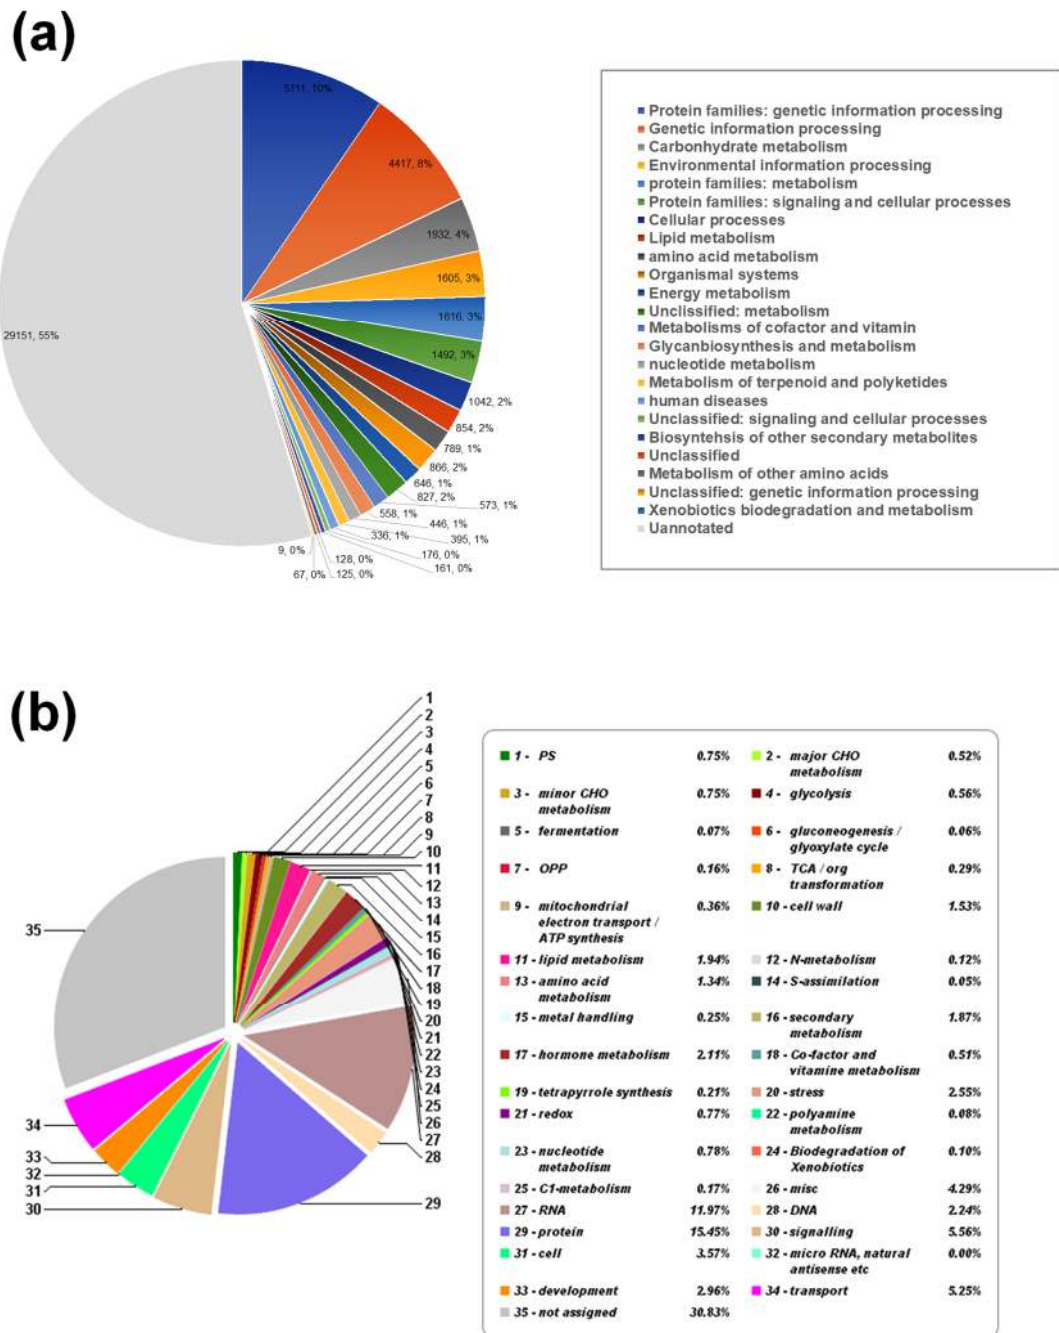 (a)
5111, 10%
4417, 8%
1932, 4%
1605, 3%
1616, 3%
1492, 3%
1042, 2%
854, 2%
789, 1%
866, 2%
646, 1%
827, 2%
573, 1%
558, 1%
446, 1%
395, 1%
336, 1%
176, 0%
161, 0%
128, 0%
125, 0%
67, 0%
9, 0%
29151, 55%
Protein families: genetic information processing
Genetic information processing
Carbonhydrate metabolism
Environmental information processing
protein families: metabolism
Protein families: signaling and cellular processes
Cellular processes
Lipid metabolism
amino acid metabolism
Organismal systems
Energy metabolism
Unclissified: metabolism
Metabolisms of cofactor and vitamin
Glycanbiosynthesis and metabolism
nucleotide metabolism
Metabolism of terpenoid and polyketides
human diseases
Unclassified: signaling and cellular processes
Biosyntehsis of other secondary metabolites
Unclassified
Metabolism of other amino acids
Unclassified: genetic information processing
Xenobiotics biodegradation and metabolism
Uannotated
(b)
1
2
3
4
5
6
7
8
9
10
11
12
13
14
15
16
17
18
19
20
21
22
23
24
25
26
27
28
29
30
31
32
33
34
35
1 - PS 0.75%
2 - major CHO
metabolism 0.52%
3 - minor CHO
metabolism 0.75%
4 - glycolysis 0.56%
5 - fermentation 0.07%
6 - gluconeogenesis /
glyoxylate cycle 0.06%
7 - OPP 0.16%
8 - TCA / org
transformation 0.29%
9 - mitochondrial
electron transport /
ATP synthesis 0.36%
10 - cell wall 1.53%
11 - lipid metabolism 1.94%
12 - N-metabolism 0.12%
13 - amino acid
metabolism 1.34%
14 - S-assimilation 0.05%
15 - metal handling 0.25%
16 - secondary
metabolism 1.87%
17 - hormone metabolism 2.11%
18 - Co-factor and
vitamine metabolism 0.51%
19 - tetrapyrrole synthesis 0.21%
20 - stress 2.55%
21 - redox 0.77%
22 - polyamine
metabolism 0.08%
23 - nucleotide
metabolism 0.78%
24 - Biodegradation of
Xenobiotics 0.10%
25 - C1-metabolism 0.17%
26 - misc 4.29%
27 - RNA 11.97%
28 - DNA 2.24%
29 - protein 15.45%
30 - signalling 5.56%
31 - cell 3.57%
32 - micro RNA, natural
antisense etc 0.00%
33 - development 2.96%
34 - transport 5.25%
35 - not assigned 30.83%